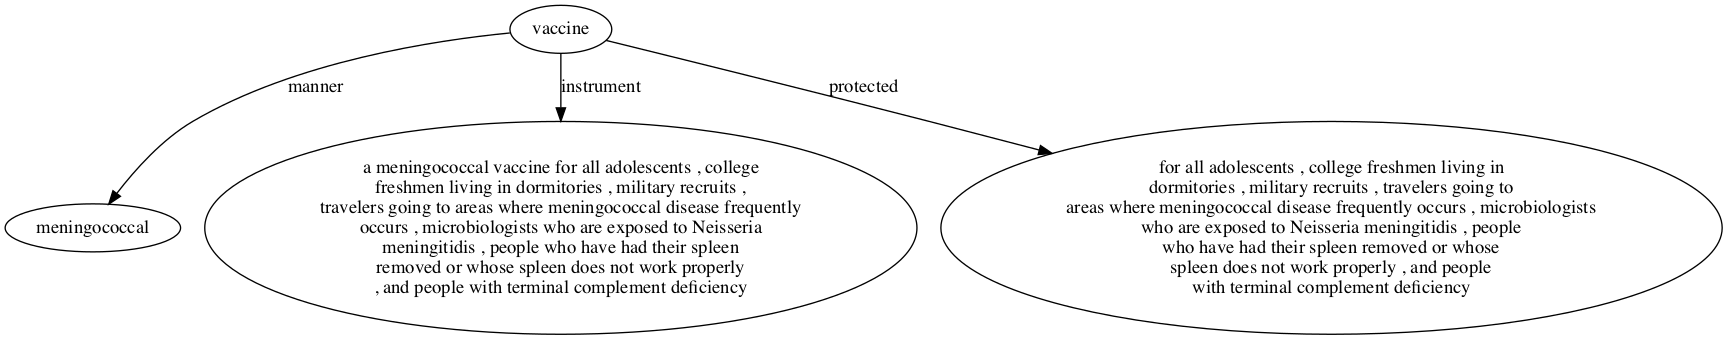 vaccine
manner
instrument
protected
meningococcal
a meningococcal vaccine for all adolescents , college
freshmen living in dormitories , military recruits ,
travelers going to areas where meningococcal disease frequently
occurs , microbiologists who are exposed to Neisseria
meningitidis , people who have had their spleen
removed or whose spleen does not work properly
, and people with terminal complement deficiency
for all adolescents , college freshmen living in
dormitories , military recruits , travelers going to
areas where meningococcal disease frequently occurs , microbiologists
who are exposed to Neisseria meningitidis , people
who have had their spleen removed or whose
spleen does not work properly , and people
with terminal complement deficiency